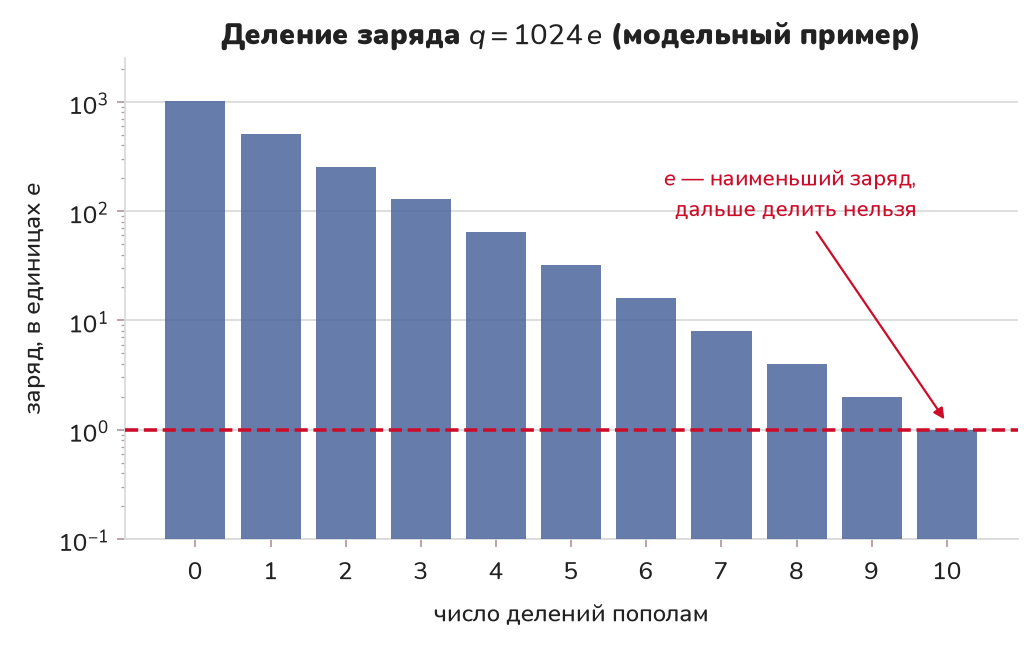 Деление заряда q = 1024 e (модельный пример)
заряд, в единицах e
10³
10²
10¹
10⁰
10⁻¹
e — наименьший заряд,
дальше делить нельзя
0 1 2 3 4 5 6 7 8 9 10
число делений пополам